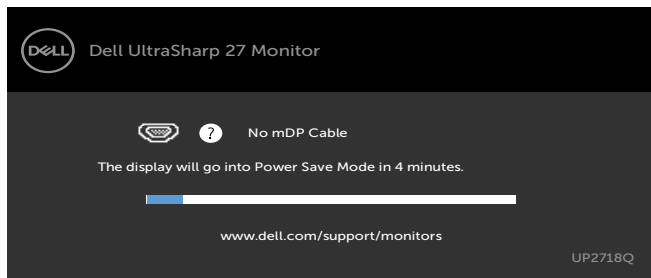 DELL
Dell UltraSharp 27 Monitor
? No mDP Cable
The display will go into Power Save Mode in 4 minutes.
www.dell.com/support/monitors
UP2718Q